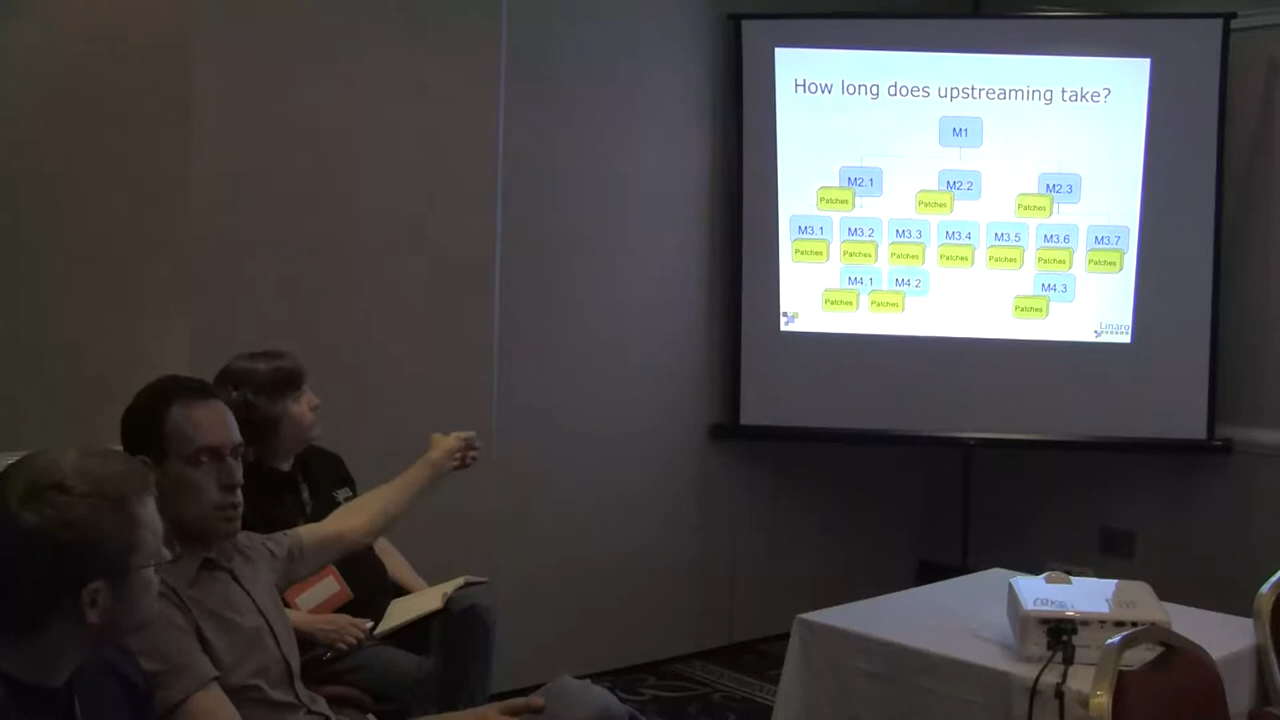 How long does upstreaming take?
M1
M2.1 M2.2 M2.3
Patches Patches Patches
M3.1 M3.2 M3.3 M3.4 M3.5 M3.6 M3.7
Patches Patches Patches Patches Patches Patches Patches
M4.1 M4.2 M4.3
Patches Patches Patches
Linaro